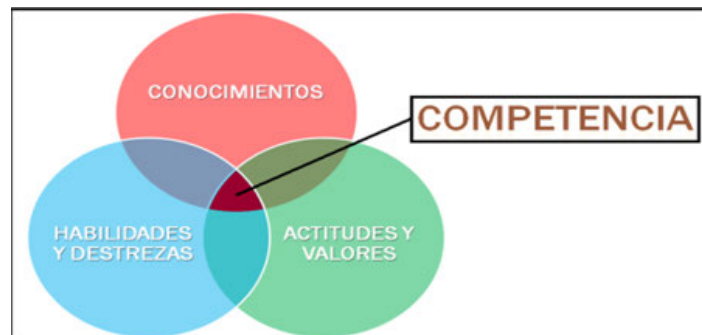 CONOCIMIENTOS
COMPETENCIA
HABILIDADES
Y DESTREZAS
ACTITUDES Y
VALORES